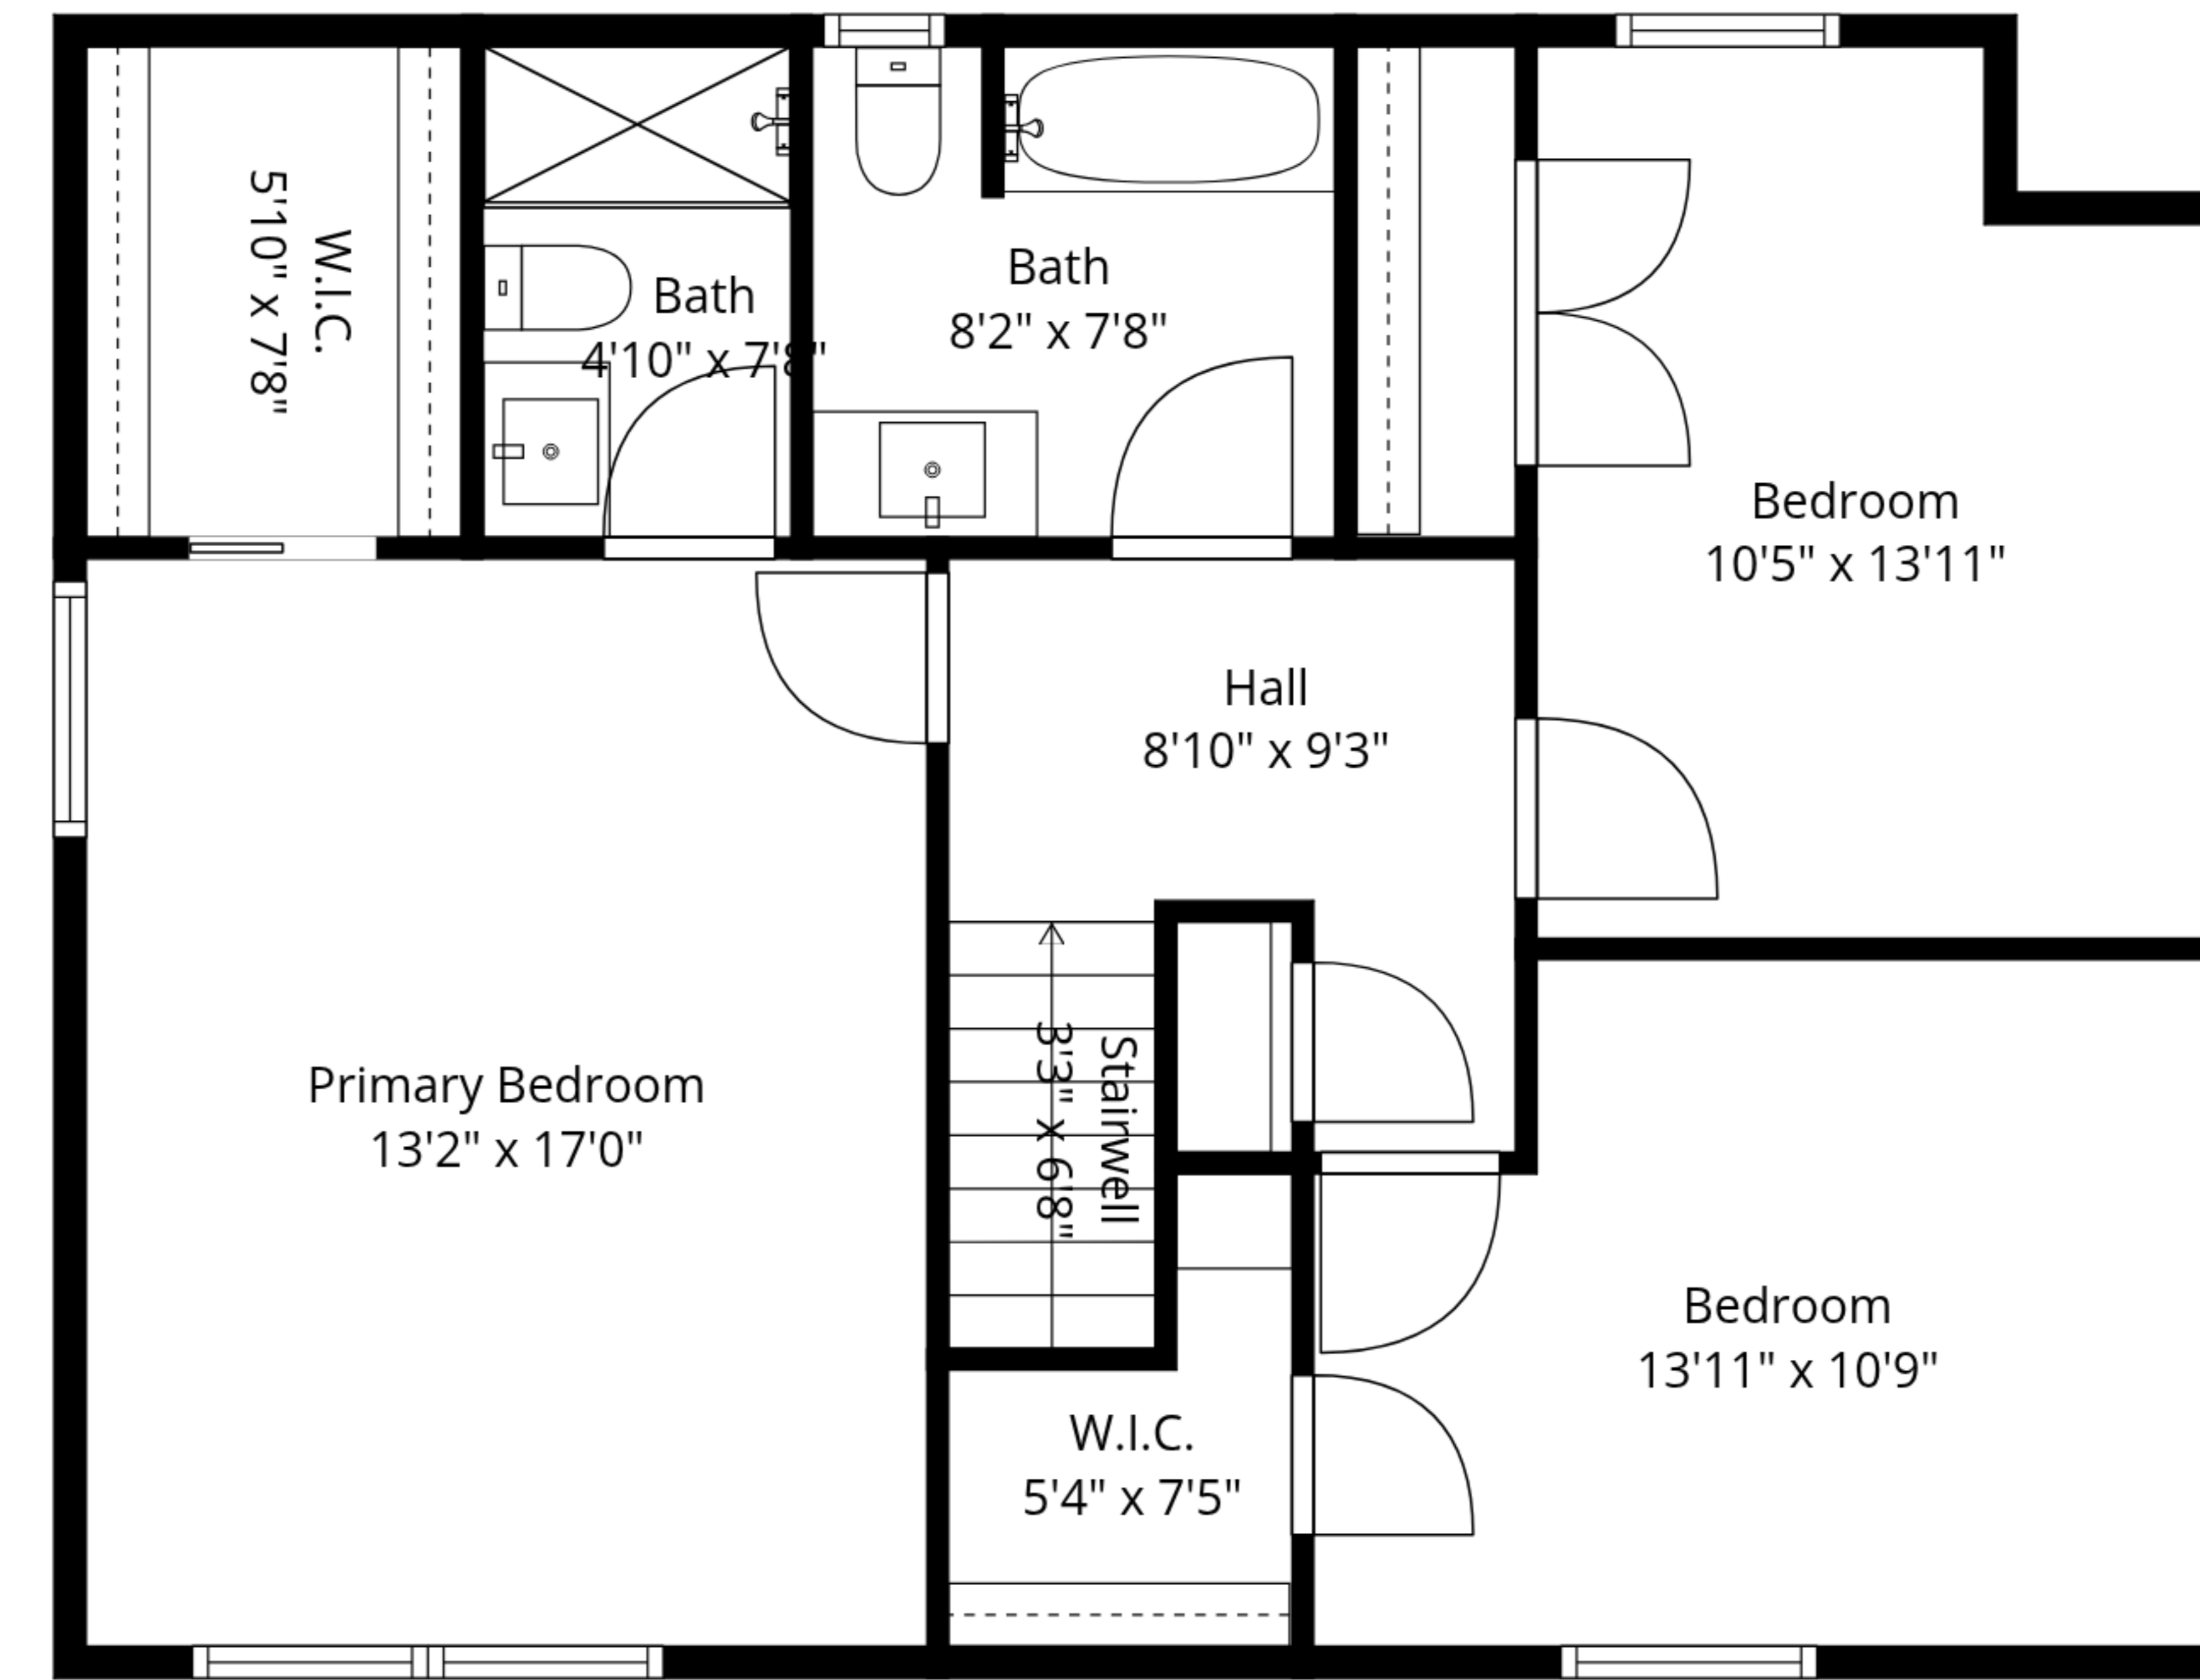 W.I.C.
5'10" x 7'8"
Bath
4'10" x 7'8"
Bath
8'2" x 7'8"
Bedroom
10'5" x 13'11"
Hall
8'10" x 9'3"
Primary Bedroom
13'2" x 17'0"
Stairwell
3'3" x 6'8"
Bedroom
13'11" x 10'9"
W.I.C.
5'4" x 7'5"